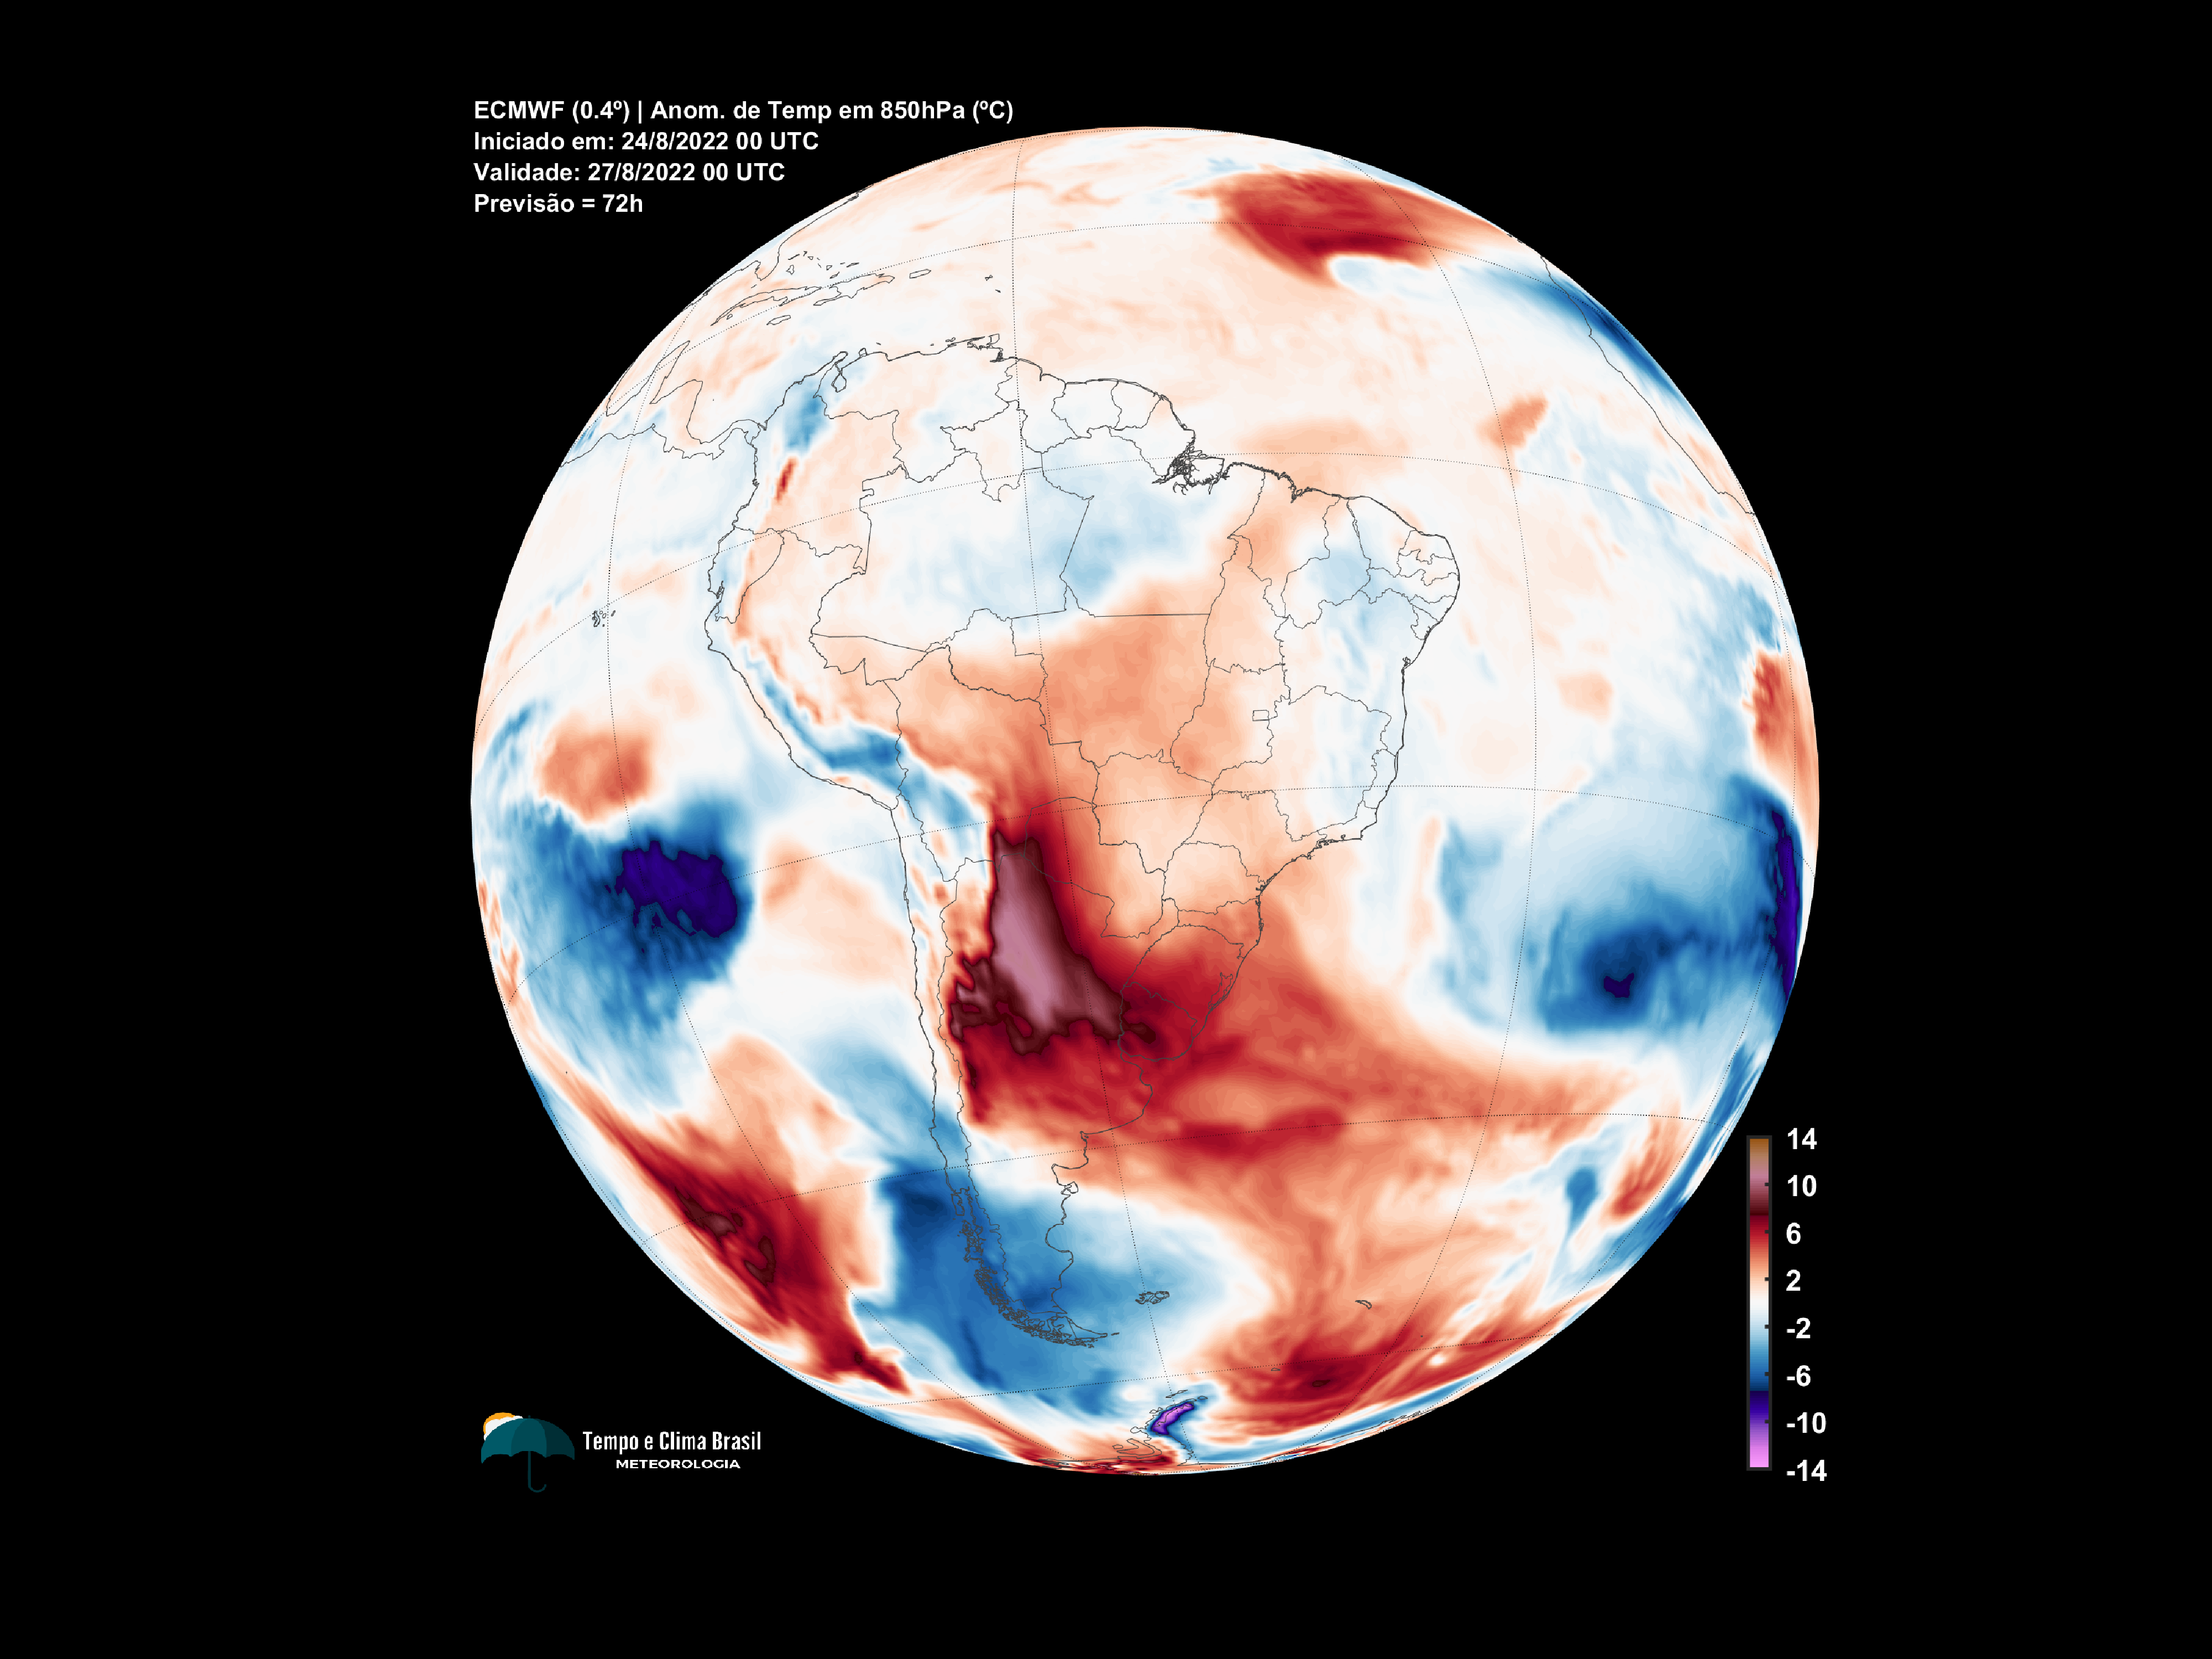 ECMWF (0.4º) | Anom. de Temp em 850hPa (ºC)
Iniciado em: 24/8/2022 00 UTC
Validade: 27/8/2022 00 UTC
Previsão = 72h
14
10
6
2
-2
-6
-10
-14
Tempo e Clima Brasil
METEOROLOGIA